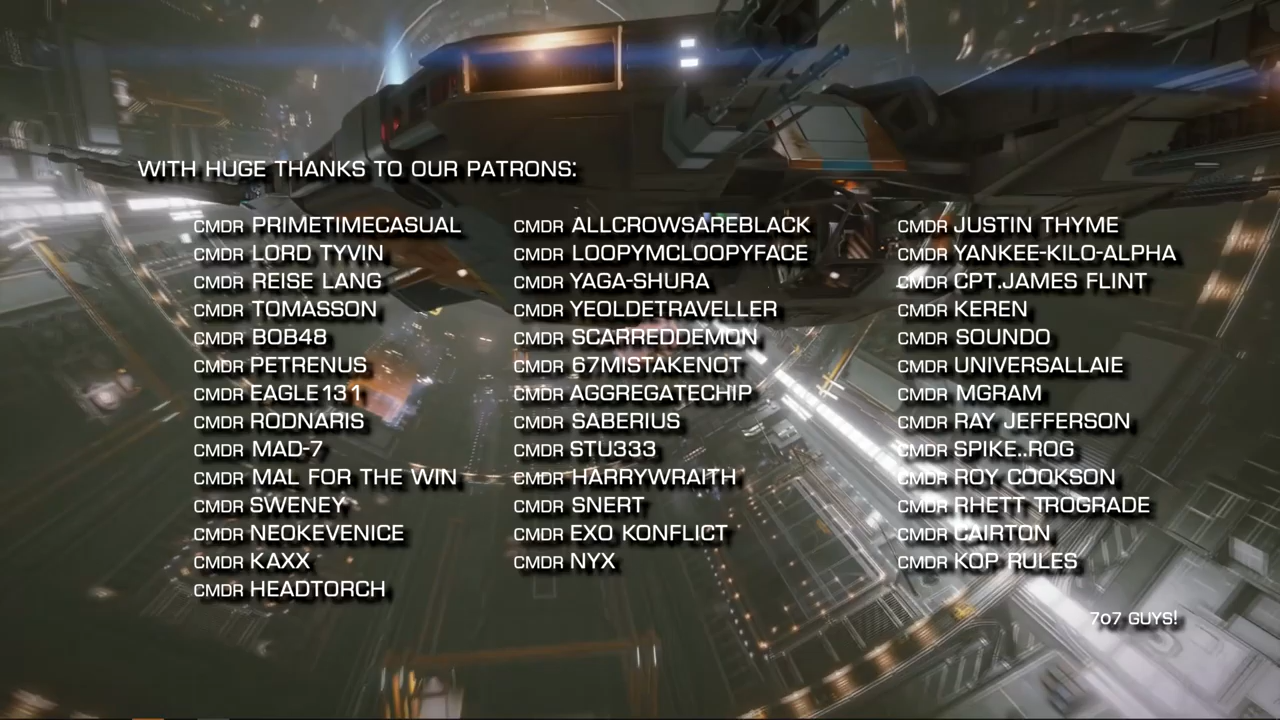 WITH HUGE THANKS TO OUR PATRONS:
CMDR PRIMETIMECASUAL
CMDR LORD TYVIN
CMDR REISE LANG
CMDR TOMASSON
CMDR BOB48
CMDR PETRENUS
CMDR EAGLE131
CMDR RODNARIS
CMDR MAD-7
CMDR MAL FOR THE WIN
CMDR SWENEY
CMDR NEOKEVENICE
CMDR KAXX
CMDR HEADTORCH
CMDR ALLCROWSAREBLACK
CMDR LOOPYMCLOOPYFACE
CMDR YAGA-SHURA
CMDR YEOLDETRAVELLER
CMDR SCARREDDEMON
CMDR 67MISTAKENOT
CMDR AGGREGATECHIP
CMDR SABERIUS
CMDR STU333
CMDR HARRYWRAITH
CMDR SNERT
CMDR EXO KONFLICT
CMDR NYX
CMDR JUSTIN THYME
CMDR YANKEE-KILO-ALPHA
CMDR CPT.JAMES FLINT
CMDR KEREN
CMDR SOUNDO
CMDR UNIVERSALLAIE
CMDR MGRAM
CMDR RAY JEFFERSON
CMDR SPIKE..ROG
CMDR ROY COOKSON
CMDR RHETT TROGRADE
CMDR CAIRTON
CMDR KOP RULES
7o7 GUYS!